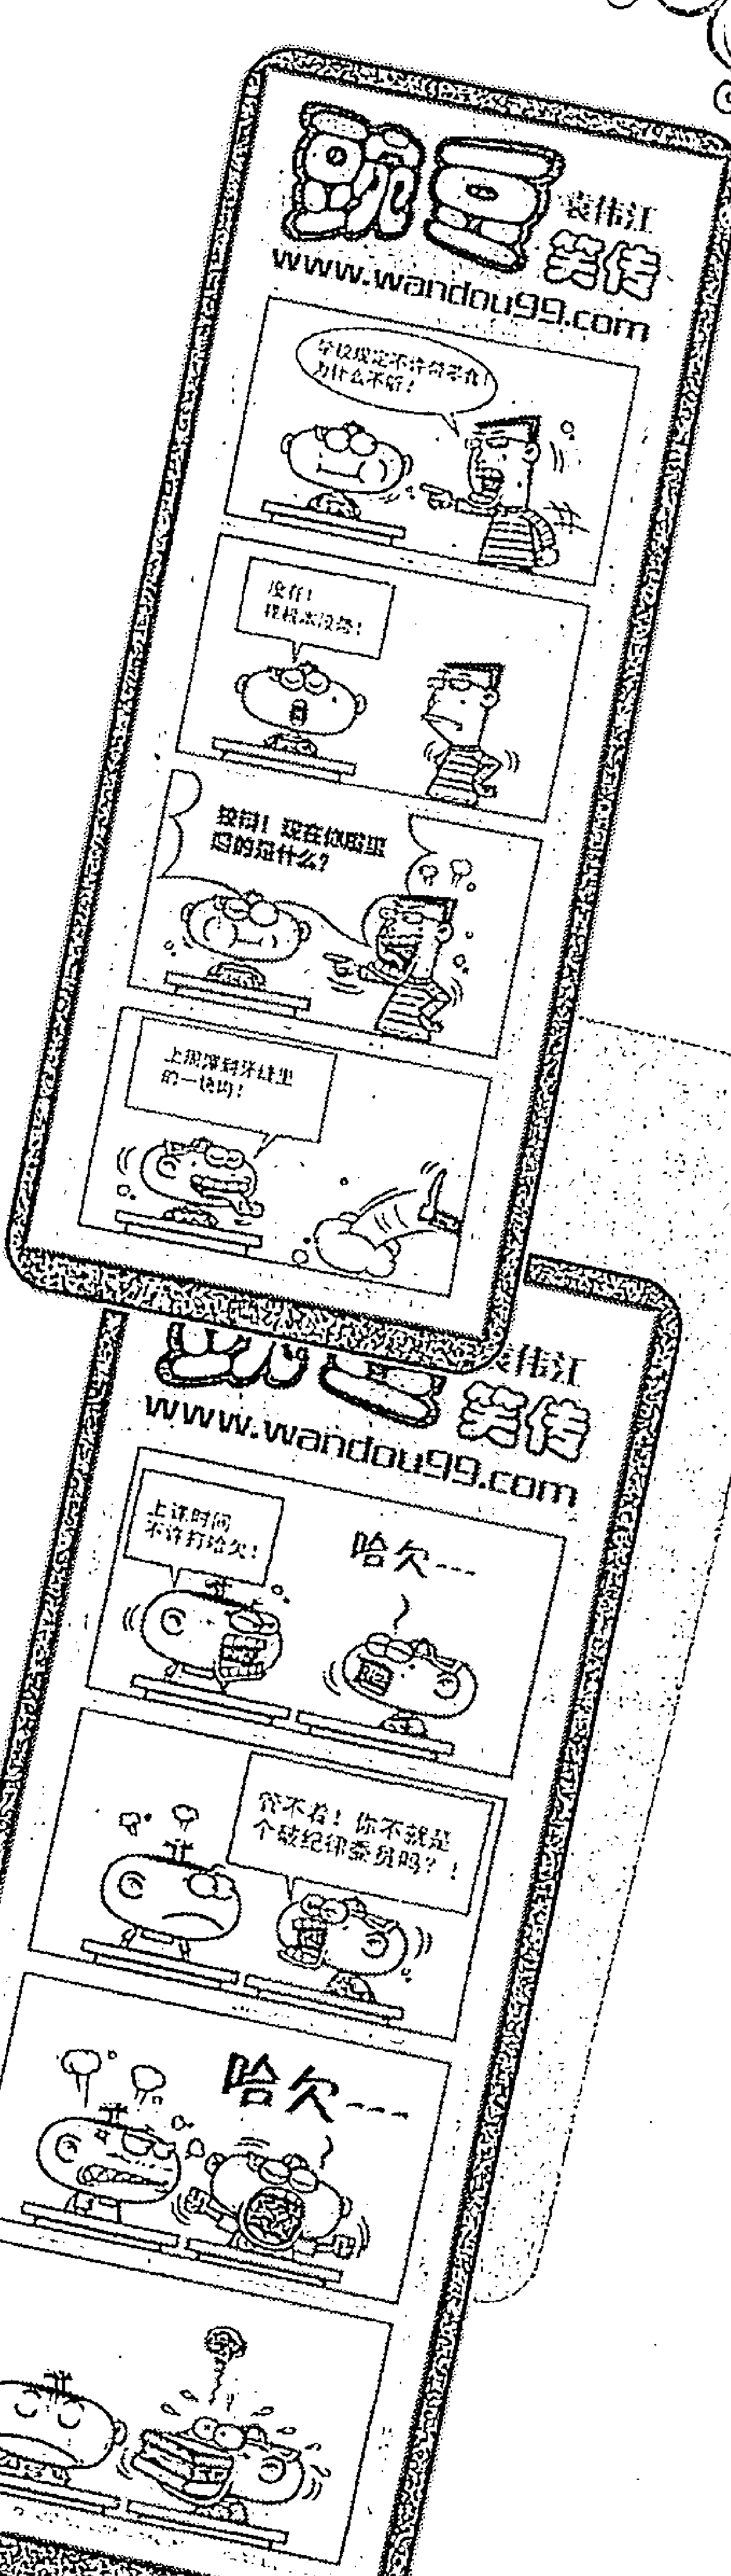 豌豆
袁伟江
笑传
www.wandou99.com
学校规定不许带零食!
为什么不听!
没有!
我根本没带!
狡辩! 现在你嘴里
图的是什么?
上周深到牙缝里
的一块肉!
袁伟江
笑传
www.wandou99.com
上课时间
不许打哈欠!
哈欠---
管不着! 你不就是
个破纪律委员吗? !
哈欠---